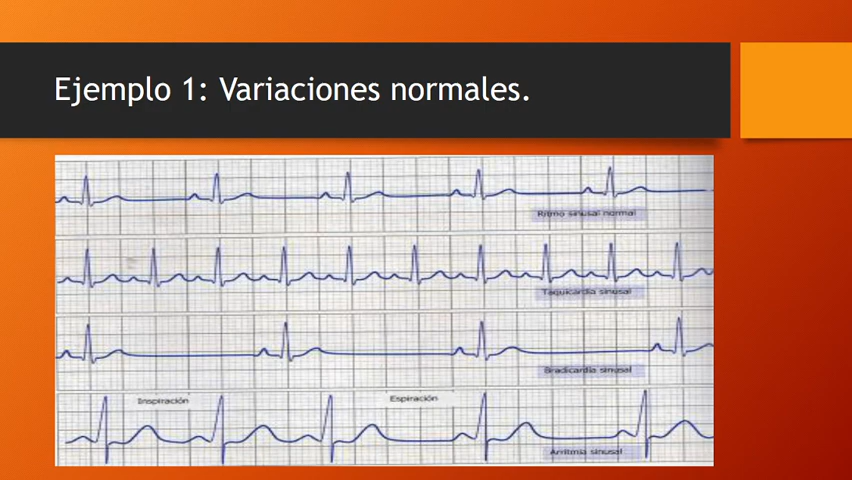 Ejemplo 1: Variaciones normales.
Ritmo sinusal normal
Taquicardia sinusal
Bradicardia sinusal
Inspiración
Espiración
Arritmia sinusal